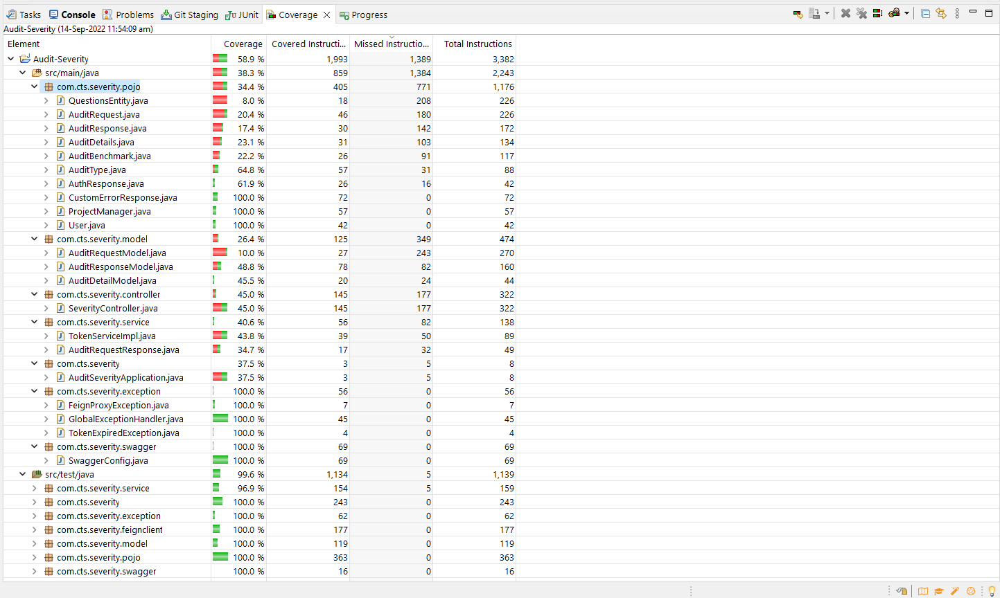 Tasks Console Problems Git Staging JUnit Coverage Progress
Audit-Severity (14-Sep-2022 11:54:09 am)
Element Coverage Covered Instructi... Missed Instructio... Total Instructions
Audit-Severity 58.9 % 1,993 1,389 3,382
src/main/java 38.3 % 859 1,384 2,243
com.cts.severity.pojo 34.4 % 405 771 1,176
QuestionsEntity.java 8.0 % 18 208 226
AuditRequest.java 20.4 % 46 180 226
AuditResponse.java 17.4 % 30 142 172
AuditDetails.java 23.1 % 31 103 134
AuditBenchmark.java 22.2 % 26 91 117
AuditType.java 64.8 % 57 31 88
AuthResponse.java 61.9 % 26 16 42
CustomErrorResponse.java 100.0 % 72 0 72
ProjectManager.java 100.0 % 57 0 57
User.java 100.0 % 42 0 42
com.cts.severity.model 26.4 % 125 349 474
AuditRequestModel.java 10.0 % 27 243 270
AuditResponseModel.java 48.8 % 78 82 160
AuditDetailModel.java 45.5 % 20 24 44
com.cts.severity.controller 45.0 % 145 177 322
SeverityController.java 45.0 % 145 177 322
com.cts.severity.service 40.6 % 56 82 138
TokenServiceImpl.java 43.8 % 39 50 89
AuditRequestResponse.java 34.7 % 17 32 49
com.cts.severity 37.5 % 3 5 8
AuditSeverityApplication.java 37.5 % 3 5 8
com.cts.severity.exception 100.0 % 56 0 56
FeignProxyException.java 100.0 % 7 0 7
GlobalExceptionHandler.java 100.0 % 45 0 45
TokenExpiredException.java 100.0 % 4 0 4
com.cts.severity.swagger 100.0 % 69 0 69
SwaggerConfig.java 100.0 % 69 0 69
src/test/java 99.6 % 1,134 5 1,139
com.cts.severity.service 96.9 % 154 5 159
com.cts.severity 100.0 % 243 0 243
com.cts.severity.exception 100.0 % 62 0 62
com.cts.severity.feignclient 100.0 % 177 0 177
com.cts.severity.model 100.0 % 119 0 119
com.cts.severity.pojo 100.0 % 363 0 363
com.cts.severity.swagger 100.0 % 16 0 16